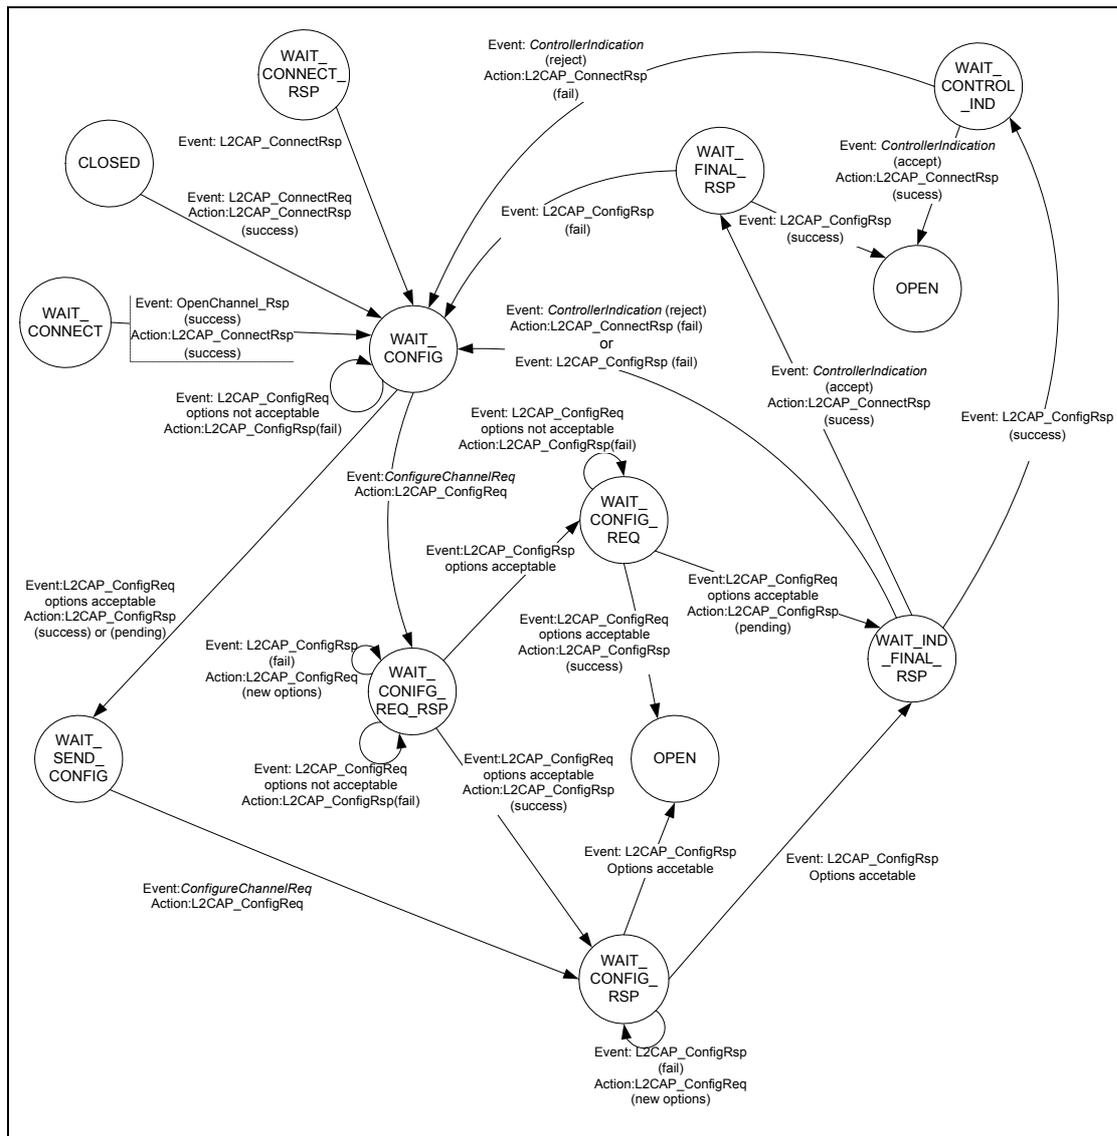 WAIT_
CONNECT_
RSP
Event: ControllerIndication
(reject)
Action:L2CAP_ConnectRsp
(fail)
WAIT_
CONTROL
_IND
Event: L2CAP_ConnectRsp
CLOSED
WAIT_
FINAL_
RSP
Event: ControllerIndication
(accept)
Action:L2CAP_ConnectRsp
(sucess)
Event: L2CAP_ConnectReq
Action:L2CAP_ConnectRsp
(success)
Event: L2CAP_ConfigRsp
(fail)
Event: L2CAP_ConfigRsp
(success)
OPEN
WAIT_
CONNECT
Event: OpenChannel_Rsp
(success)
Action:L2CAP_ConnectRsp
(success)
WAIT_
CONFIG
Event: ControllerIndication (reject)
Action:L2CAP_ConnectRsp (fail)
or
Event: L2CAP_ConfigRsp (fail)
Event: ControllerIndication
(accept)
Action:L2CAP_ConnectRsp
(sucess)
Event: L2CAP_ConfigReq
options not acceptable
Action:L2CAP_ConfigRsp(fail)
Event: L2CAP_ConfigReq
options not acceptable
Action:L2CAP_ConfigRsp(fail)
Event: L2CAP_ConfigRsp
(success)
Event:ConfigureChannelReq
Action:L2CAP_ConfigReq
WAIT_
CONFIG_
REQ
Event:L2CAP_ConfigRsp
options acceptable
Event:L2CAP_ConfigReq
options acceptable
Action:L2CAP_ConfigRsp
(success) or (pending)
Event:L2CAP_ConfigReq
options acceptable
Action:L2CAP_ConfigRsp
(pending)
Event:L2CAP_ConfigReq
options acceptable
Action:L2CAP_ConfigRsp
(success)
WAIT_IND
_FINAL_
RSP
Event: L2CAP_ConfigRsp
(fail)
Action:L2CAP_ConfigReq
(new options)
WAIT_
CONIFG_
REQ_RSP
WAIT_
SEND_
CONFIG
OPEN
Event: L2CAP_ConfigReq
options not acceptable
Action:L2CAP_ConfigRsp(fail)
Event:L2CAP_ConfigReq
options acceptable
Action:L2CAP_ConfigRsp
(success)
Event: L2CAP_ConfigRsp
Options accetable
Event: L2CAP_ConfigRsp
Options accetable
Event:ConfigureChannelReq
Action:L2CAP_ConfigReq
WAIT_
CONFIG_
RSP
Event: L2CAP_ConfigRsp
(fail)
Action:L2CAP_ConfigReq
(new options)